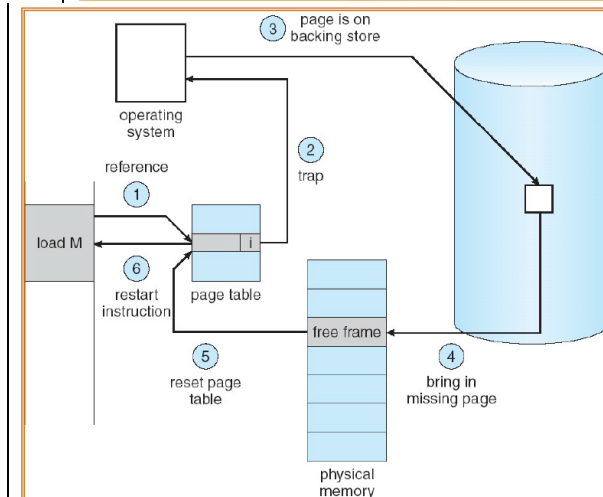 3
page is on
backing store
operating
system
2
trap
reference
1
load M
i
6
page table
restart
instruction
free frame
5
reset page
table
4
bring in
missing page
physical
memory